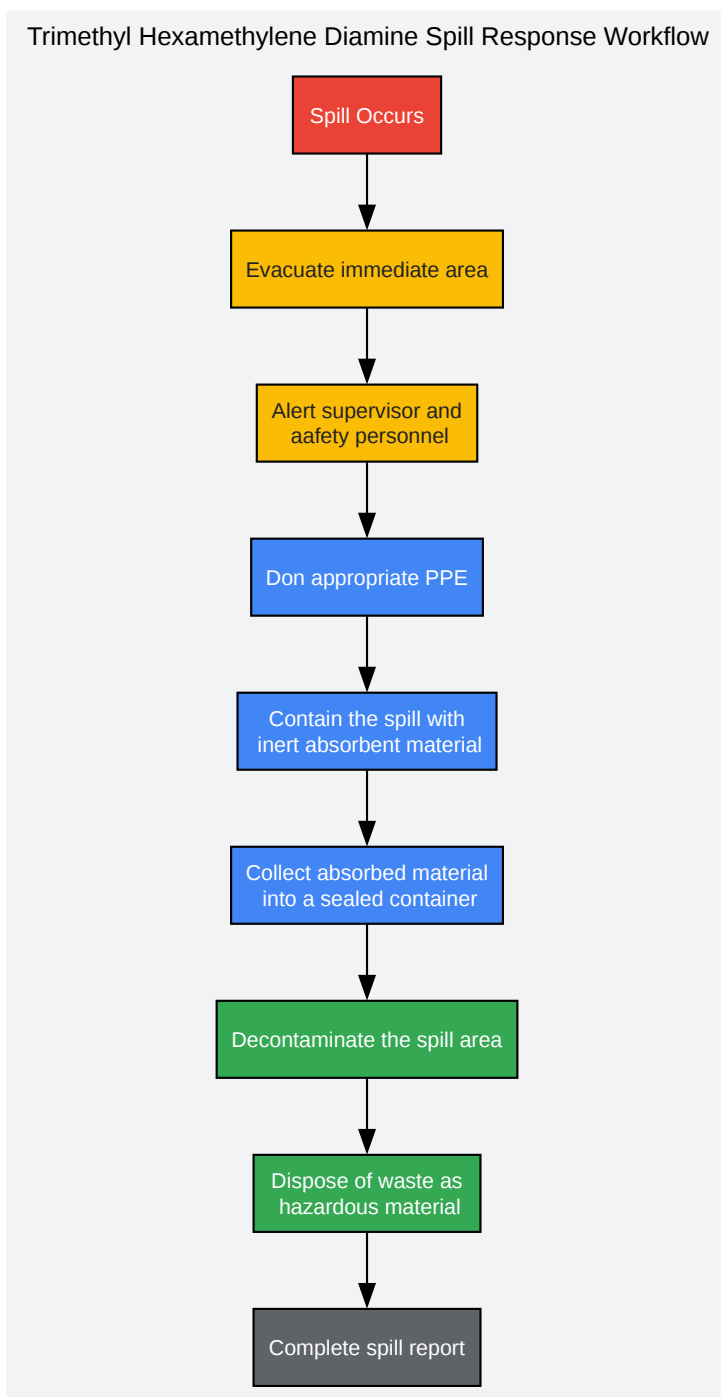 Trimethyl Hexamethylene Diamine Spill Response Workflow
Spill Occurs
Evacuate immediate area
Alert supervisor and
aafety personnel
Don appropriate PPE
Contain the spill with
inert absorbent material
Collect absorbed material
into a sealed container
Decontaminate the spill area
Dispose of waste as
hazardous material
Complete spill report